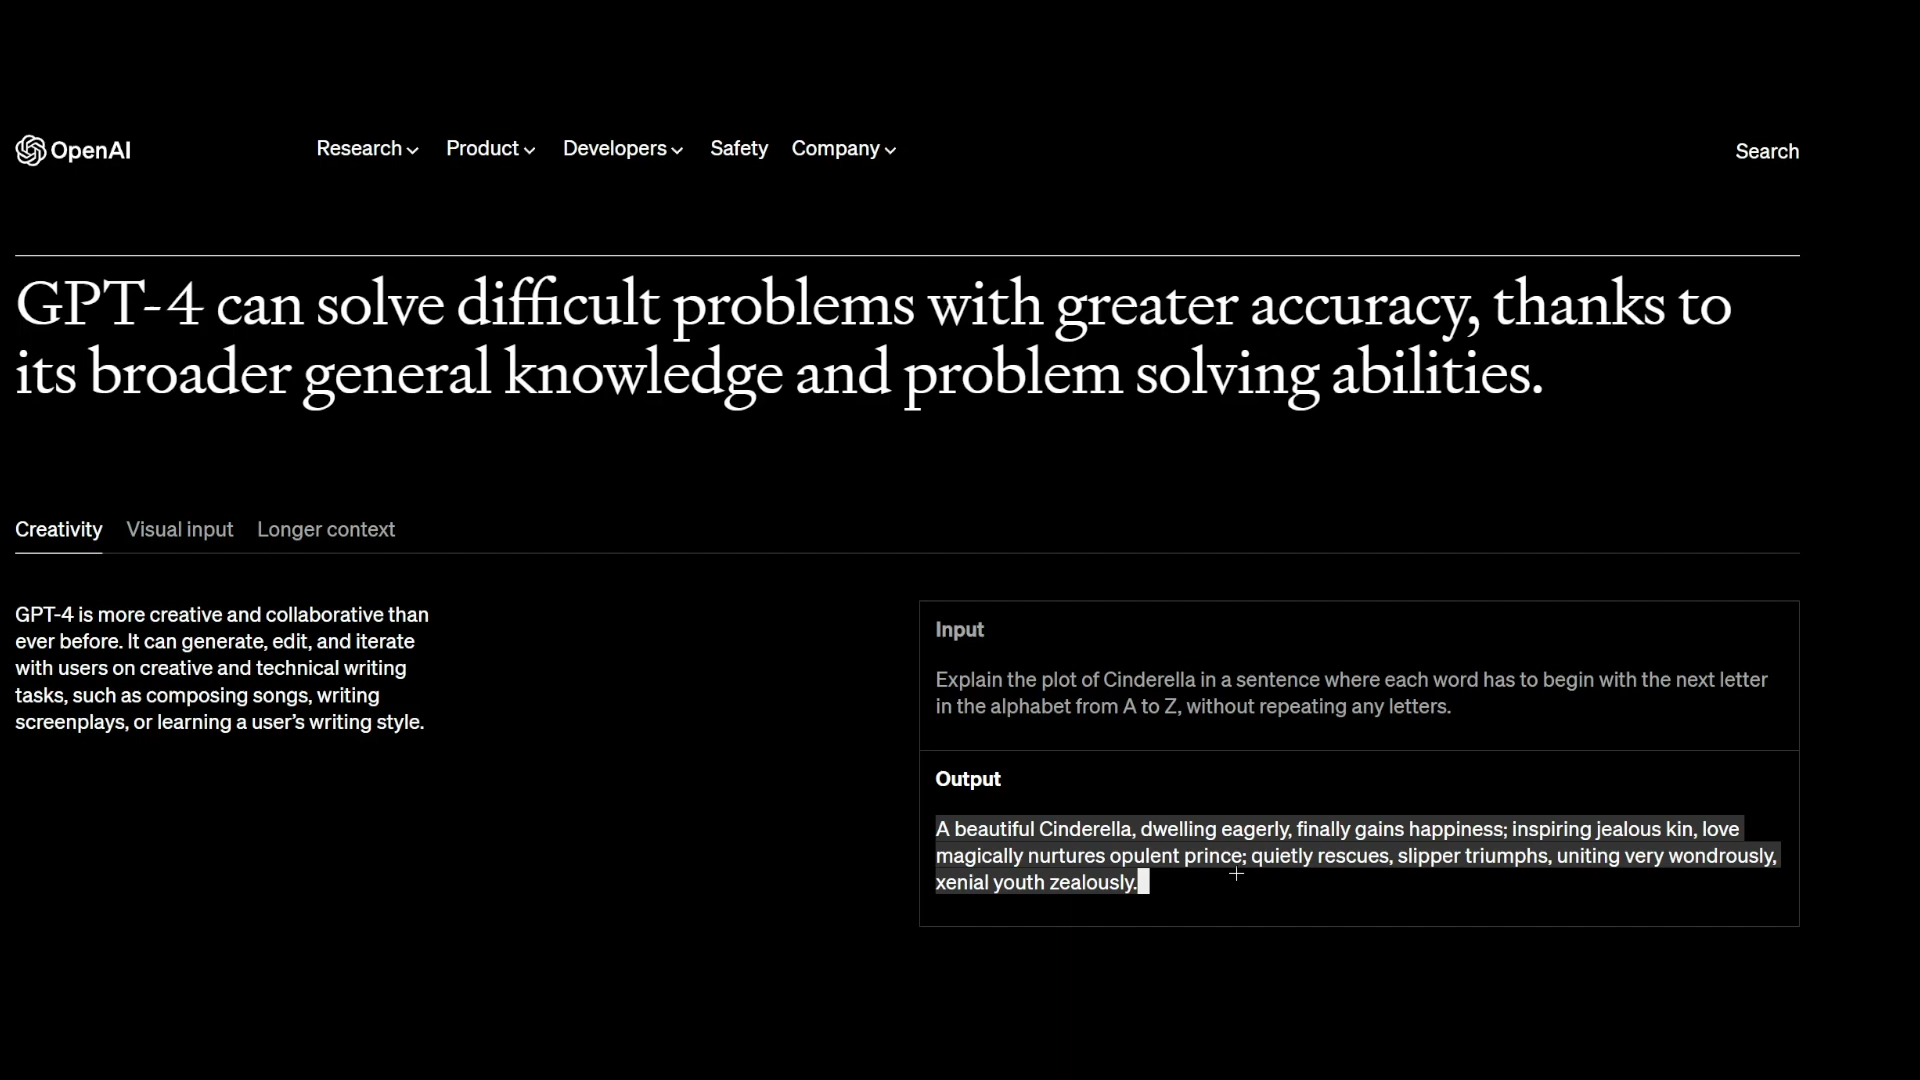 OpenAI
Research
Product
Developers
Safety
Company
Search
GPT-4 can solve difficult problems with greater accuracy, thanks to
its broader general knowledge and problem solving abilities.
Creativity
Visual input
Longer context
GPT-4 is more creative and collaborative than
ever before. It can generate, edit, and iterate
with users on creative and technical writing
tasks, such as composing songs, writing
screenplays, or learning a user’s writing style.
Input
Explain the plot of Cinderella in a sentence where each word has to begin with the next letter
in the alphabet from A to Z, without repeating any letters.
Output
A beautiful Cinderella, dwelling eagerly, finally gains happiness; inspiring jealous kin, love
magically nurtures opulent prince; quietly rescues, slipper triumphs, uniting very wondrously,
xenial youth zealously.